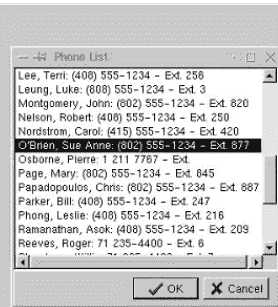 Phone List
Lee, Terri: (408) 555-1234 - Ext. 256
Leung, Luke: (808) 555-1234 - Ext. 3
Montgomery, John: (802) 555-1234 - Ext. 820
Nelson, Robert: (408) 555-1234 - Ext. 250
Nordstrom, Carol: (415) 555-1234 - Ext. 420
O'Brien, Sue Anne: (802) 555-1234 - Ext. 877
Osborne, Pierre: 1 211 7767 - Ext.
Page, Mary: (802) 555-1234 - Ext. 845
Papadopoulos, Chris: (802) 555-1234 - Ext. 887
Parker, Bill: (408) 555-1234 - Ext. 247
Phong, Leslie: (408) 555-1234 - Ext. 216
Ramanathan, Asok: (408) 555-1234 - Ext. 209
Reeves, Roger: 71 235-4400 - Ext. 6
OK Cancel